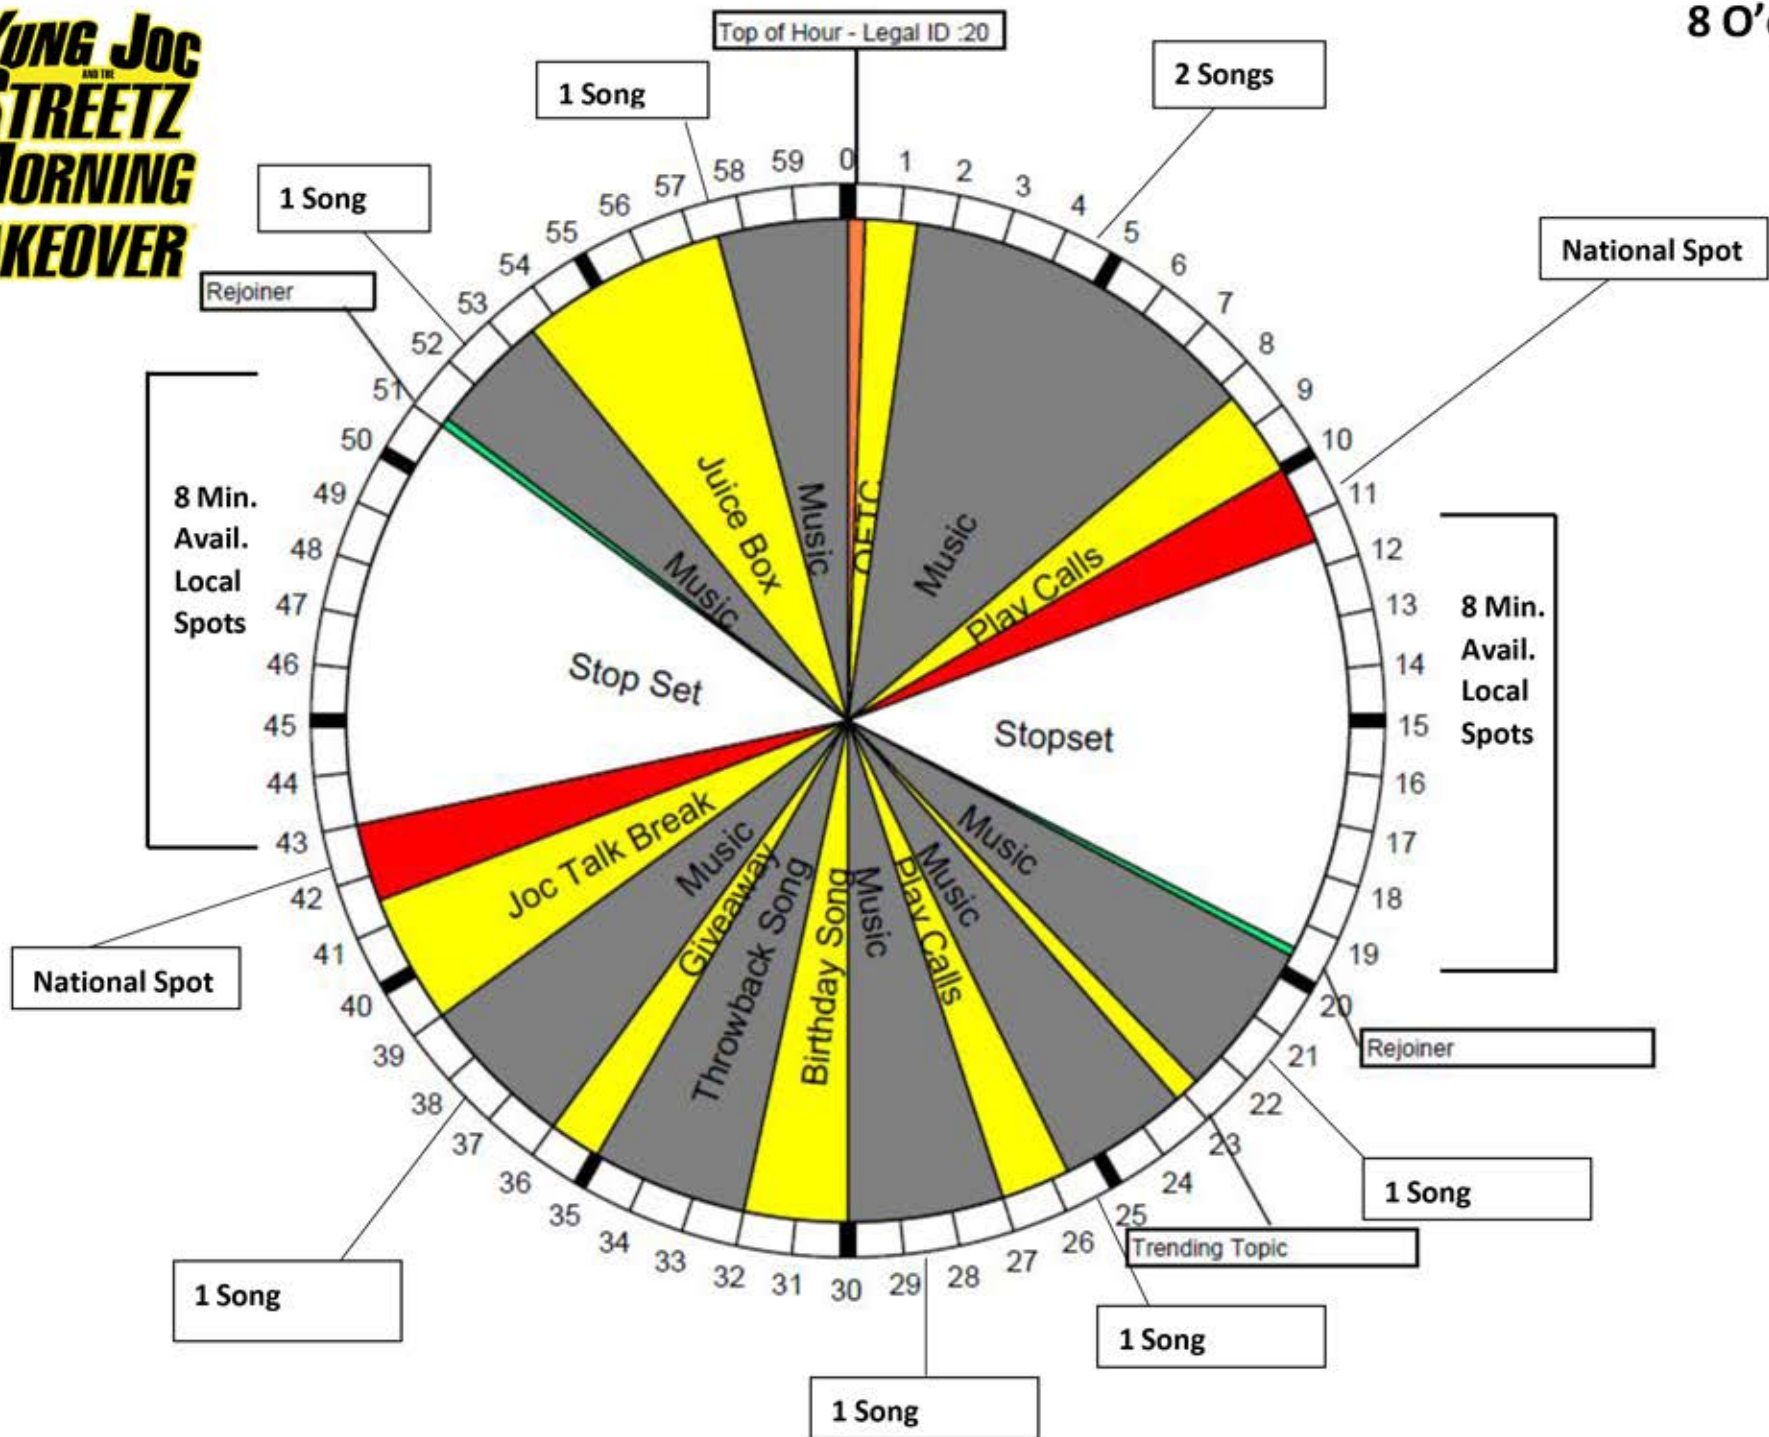 YUNG JOC
AND THE
STREETZ
MORNING
8 O'
Top of Hour - Legal ID :20
1 Song
2 Songs
1 Song
National Spot
Rejoiner
0
1
2
3
4
5
6
7
8
9
10
11
12
13
14
15
16
17
18
19
20
21
22
23
24
25
26
27
28
29
30
31
32
33
34
35
36
37
38
39
40
41
42
43
44
45
46
47
48
49
50
51
52
53
54
55
56
57
58
59
8 Min.
Avail.
Local
Spots
8 Min.
Avail.
Local
Spots
Music
Play Calls
Stopset
Music
Music
Play Calls
Music
Birthday Song
Throwback Song
Giveaway
Music
Joc Talk Break
Stop Set
Music
Juice Box
Music
National Spot
Rejoiner
1 Song
Trending Topic
1 Song
1 Song
1 Song